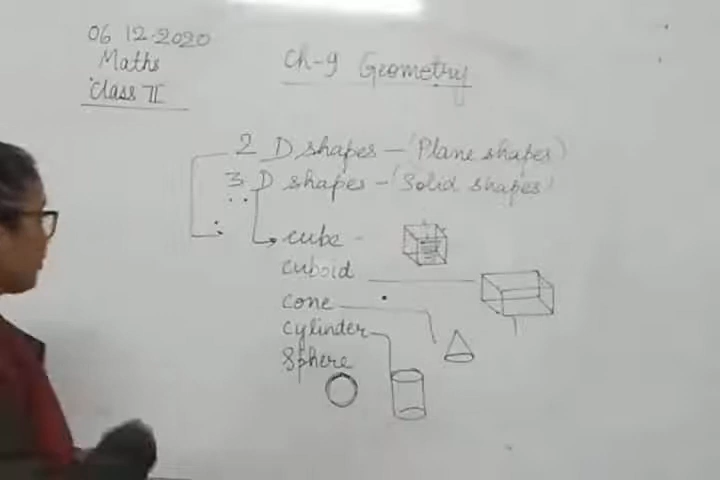 06 12-2020
Maths
Class II
Ch-9 Geometry
2 D shapes - (Plane shapes)
3 D shapes - (Solid shapes)
cube -
cuboid
cone
cylinder
Sphere